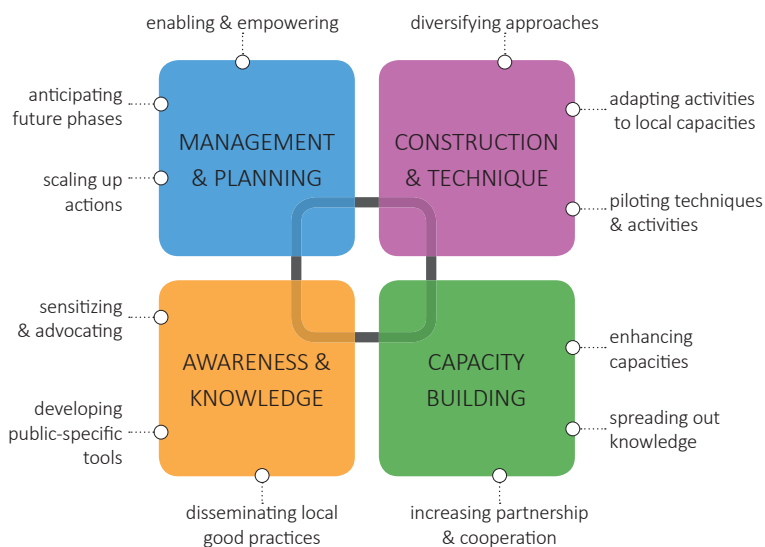 enabling & empowering
diversifying approaches
anticipating
future phases
scaling up
actions
MANAGEMENT
& PLANNING
CONSTRUCTION
& TECHNIQUE
adapting activities
to local capacities
piloting techniques
& activities
sensitizing
& advocating
developing
public-specific
tools
AWARENESS &
KNOWLEDGE
CAPACITY
BUILDING
enhancing
capacities
spreading out
knowledge
disseminating local
good practices
increasing partnership
& cooperation